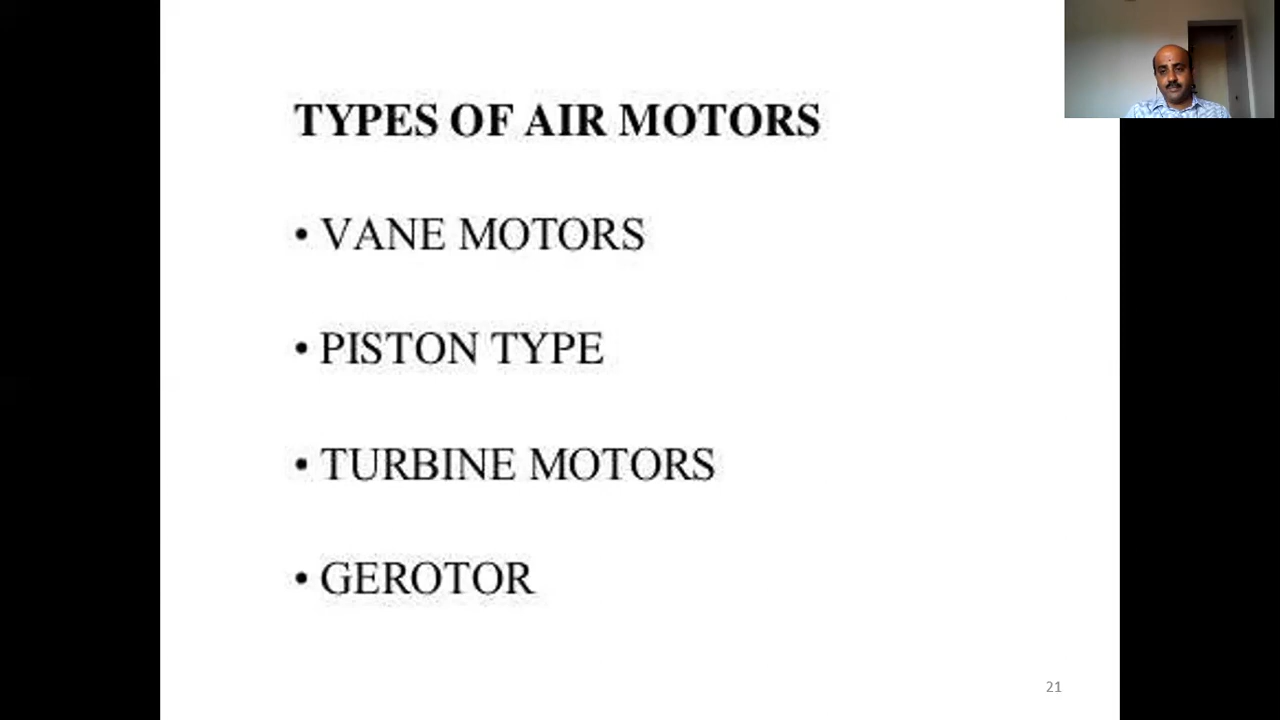 TYPES OF AIR MOTORS
• VANE MOTORS
• PISTON TYPE
• TURBINE MOTORS
• GEROTOR
21